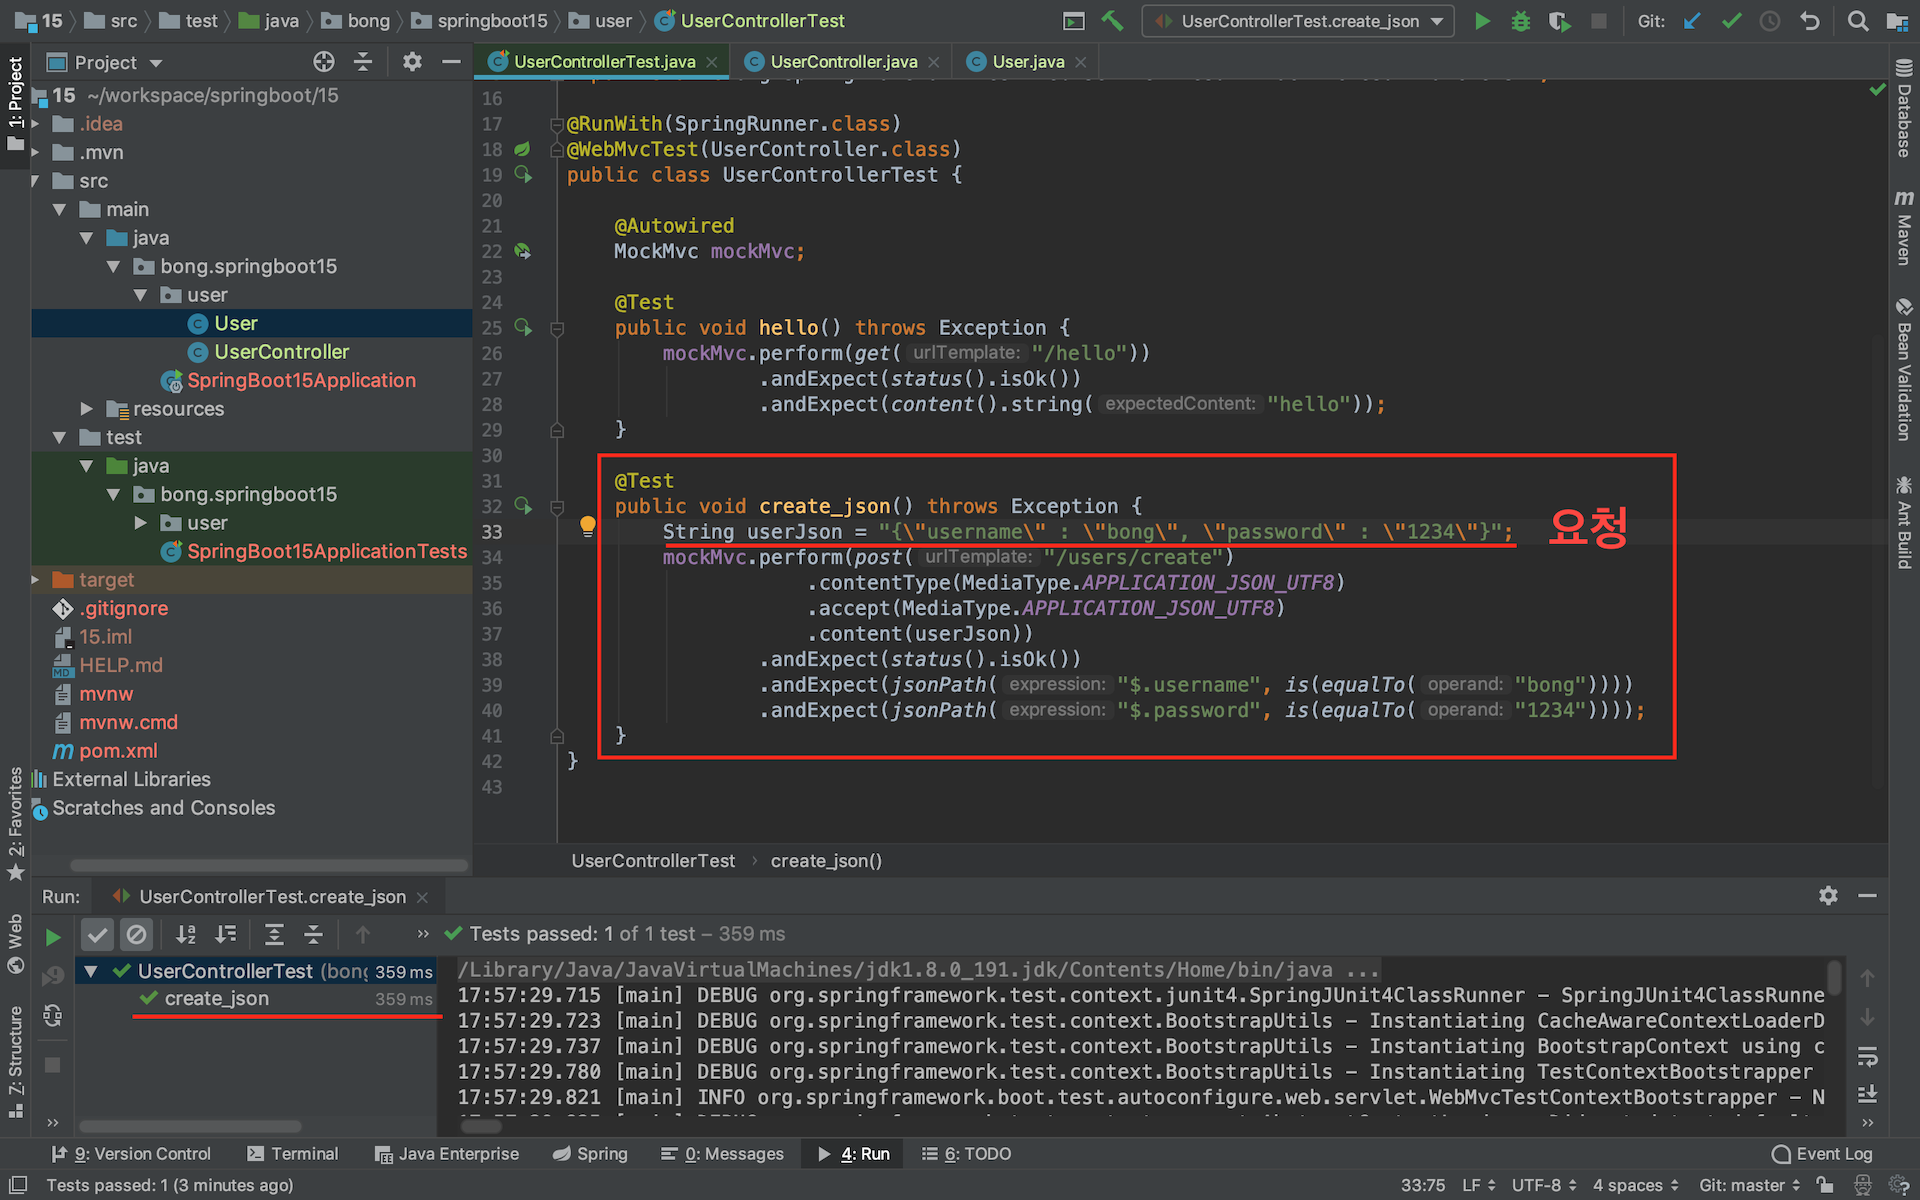 15 src test java bong springboot15 user UserControllerTest UserControllerTest.create_json Git:
Project
UserControllerTest.java UserController.java User.java
15 ~/workspace/springboot/15
.idea
.mvn
src
main
java
bong.springboot15
user
User
UserController
SpringBoot15Application
resources
test
java
bong.springboot15
user
SpringBoot15ApplicationTests
target
.gitignore
15.iml
HELP.md
mvnw
mvnw.cmd
pom.xml
External Libraries
Scratches and Consoles
1: Project
2: Favorites
Web
Z: Structure
Database
Maven
Bean Validation
Ant Build
16
17 @RunWith(SpringRunner.class)
18 @WebMvcTest(UserController.class)
19 public class UserControllerTest {
20
21 @Autowired
22 MockMvc mockMvc;
23
24 @Test
25 public void hello() throws Exception {
26 mockMvc.perform(get( urlTemplate: "/hello"))
27 .andExpect(status().isOk())
28 .andExpect(content().string( expectedContent: "hello"));
29 }
30
31 @Test
32 public void create_json() throws Exception {
33 String userJson = "{\"username\" : \"bong\", \"password\" : \"1234\"}"; 요청
34 mockMvc.perform(post( urlTemplate: "/users/create")
35 .contentType(MediaType.APPLICATION_JSON_UTF8)
36 .accept(MediaType.APPLICATION_JSON_UTF8)
37 .content(userJson))
38 .andExpect(status().isOk())
39 .andExpect(jsonPath( expression: "$.username", is(equalTo( operand: "bong"))))
40 .andExpect(jsonPath( expression: "$.password", is(equalTo( operand: "1234"))));
41 }
42 }
43
UserControllerTest › create_json()
Run: UserControllerTest.create_json
Tests passed: 1 of 1 test – 359 ms
UserControllerTest (bong 359 ms
create_json 359 ms
/Library/Java/JavaVirtualMachines/jdk1.8.0_191.jdk/Contents/Home/bin/java ...
17:57:29.715 [main] DEBUG org.springframework.test.context.junit4.SpringJUnit4ClassRunner - SpringJUnit4ClassRunne
17:57:29.723 [main] DEBUG org.springframework.test.context.BootstrapUtils - Instantiating CacheAwareContextLoaderD
17:57:29.737 [main] DEBUG org.springframework.test.context.BootstrapUtils - Instantiating BootstrapContext using c
17:57:29.780 [main] DEBUG org.springframework.test.context.BootstrapUtils - Instantiating TestContextBootstrapper
17:57:29.821 [main] INFO org.springframework.boot.test.autoconfigure.web.servlet.WebMvcTestContextBootstrapper - N
9: Version Control Terminal Java Enterprise Spring 0: Messages 4: Run 6: TODO Event Log
Tests passed: 1 (3 minutes ago) 33:75 LF UTF-8 4 spaces Git: master